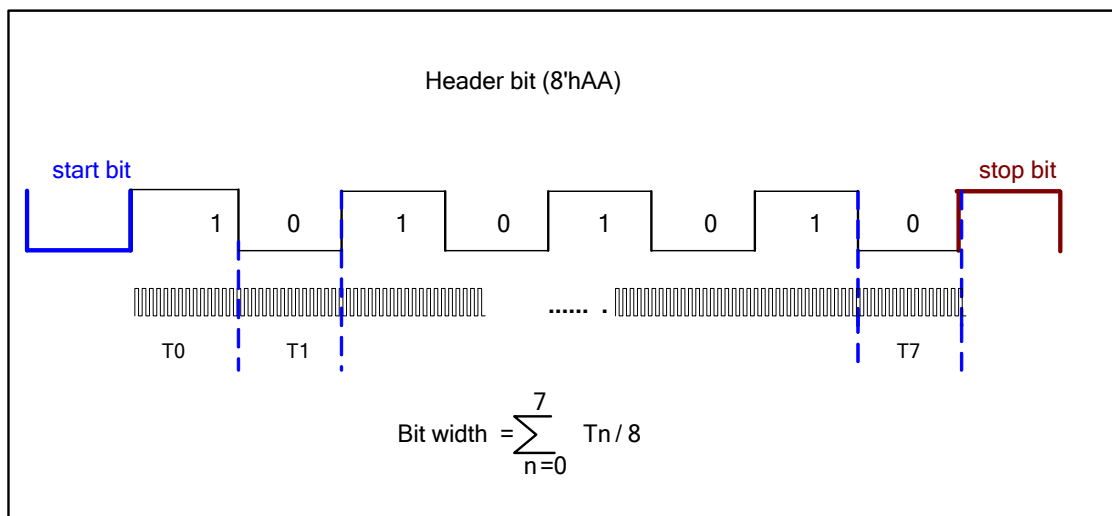 Header bit (8'hAA)
start bit
stop bit
1 0 1 0 1 0 1 0
...... .
T0 T1 T7
7
Bit width = ∑ Tn / 8
n=0